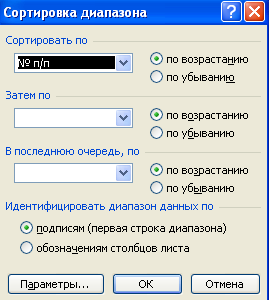 Сортировка диапазона
Сортировать по
№ п/п
по возрастанию
по убыванию
Затем по
по возрастанию
по убыванию
В последнюю очередь, по
по возрастанию
по убыванию
Идентифицировать диапазон данных по
подписям (первая строка диапазона)
обозначениям столбцов листа
Параметры... ОК Отмена